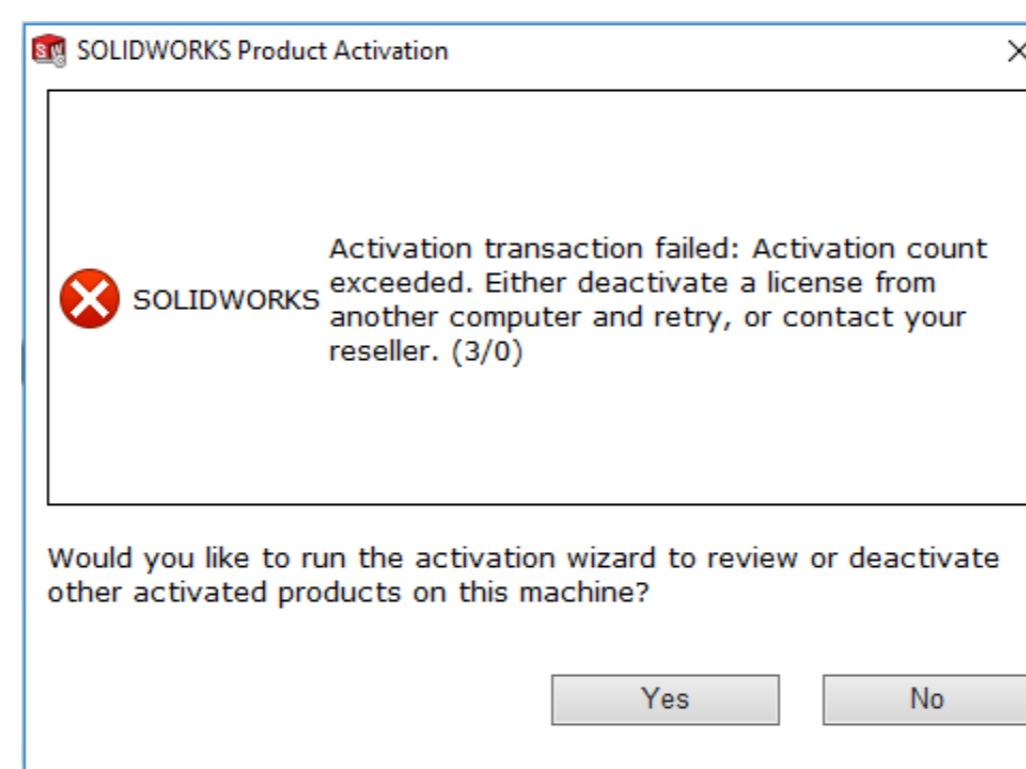 SOLIDWORKS Product Activation
Activation transaction failed: Activation count
exceeded. Either deactivate a license from
SOLIDWORKS
another computer and retry, or contact your
reseller. (3/0)
Would you like to run the activation wizard to review or deactivate
other activated products on this machine?
Yes
No